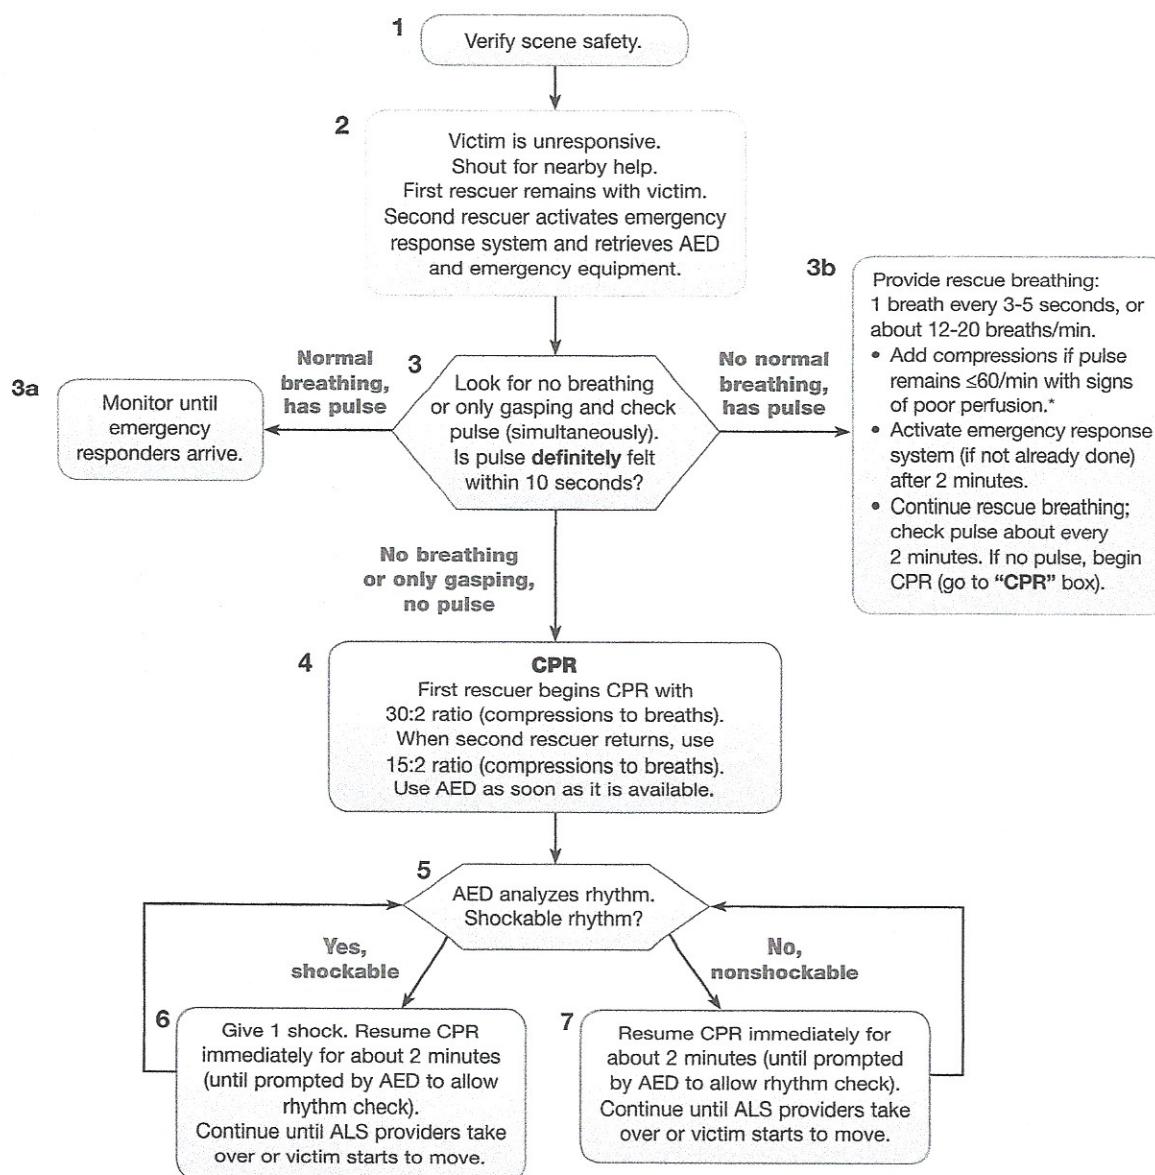 1
Verify scene safety.
2
Victim is unresponsive.
Shout for nearby help.
First rescuer remains with victim.
Second rescuer activates emergency
response system and retrieves AED
and emergency equipment.
3
Look for no breathing
or only gasping and check
pulse (simultaneously).
Is pulse definitely felt
within 10 seconds?
Normal
breathing,
has pulse
3a
Monitor until
emergency
responders arrive.
No normal
breathing,
has pulse
3b
Provide rescue breathing:
1 breath every 3-5 seconds, or
about 12-20 breaths/min.
• Add compressions if pulse
remains ≤60/min with signs
of poor perfusion.*
• Activate emergency response
system (if not already done)
after 2 minutes.
• Continue rescue breathing;
check pulse about every
2 minutes. If no pulse, begin
CPR (go to “CPR” box).
No breathing
or only gasping,
no pulse
4
CPR
First rescuer begins CPR with
30:2 ratio (compressions to breaths).
When second rescuer returns, use
15:2 ratio (compressions to breaths).
Use AED as soon as it is available.
5
AED analyzes rhythm.
Shockable rhythm?
Yes,
shockable
6
Give 1 shock. Resume CPR
immediately for about 2 minutes
(until prompted by AED to allow
rhythm check).
Continue until ALS providers take
over or victim starts to move.
No,
nonshockable
7
Resume CPR immediately for
about 2 minutes (until prompted
by AED to allow rhythm check).
Continue until ALS providers take
over or victim starts to move.